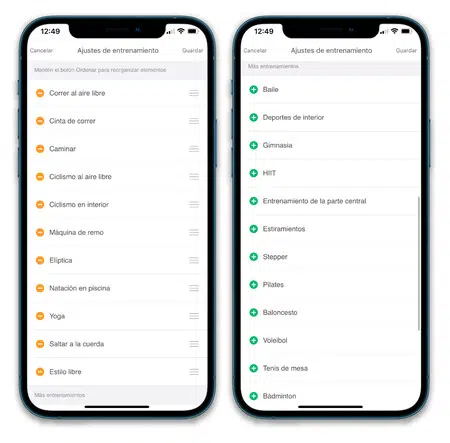 12:49
Cancelar
Ajustes de entrenamiento
Guardar
Mantén el botón Ordenar para reorganizar elementos
Correr al aire libre
Cinta de correr
Caminar
Ciclismo al aire libre
Ciclismo en interior
Máquina de remo
Elíptica
Natación en piscina
Yoga
Saltar a la cuerda
Estilo libre
Más entrenamientos
12:49
Cancelar
Ajustes de entrenamiento
Guardar
Más entrenamientos
Baile
Deportes de interior
Gimnasia
HIIT
Entrenamiento de la parte central
Estiramientos
Stepper
Pilates
Baloncesto
Voleibol
Tenis de mesa
Bádminton